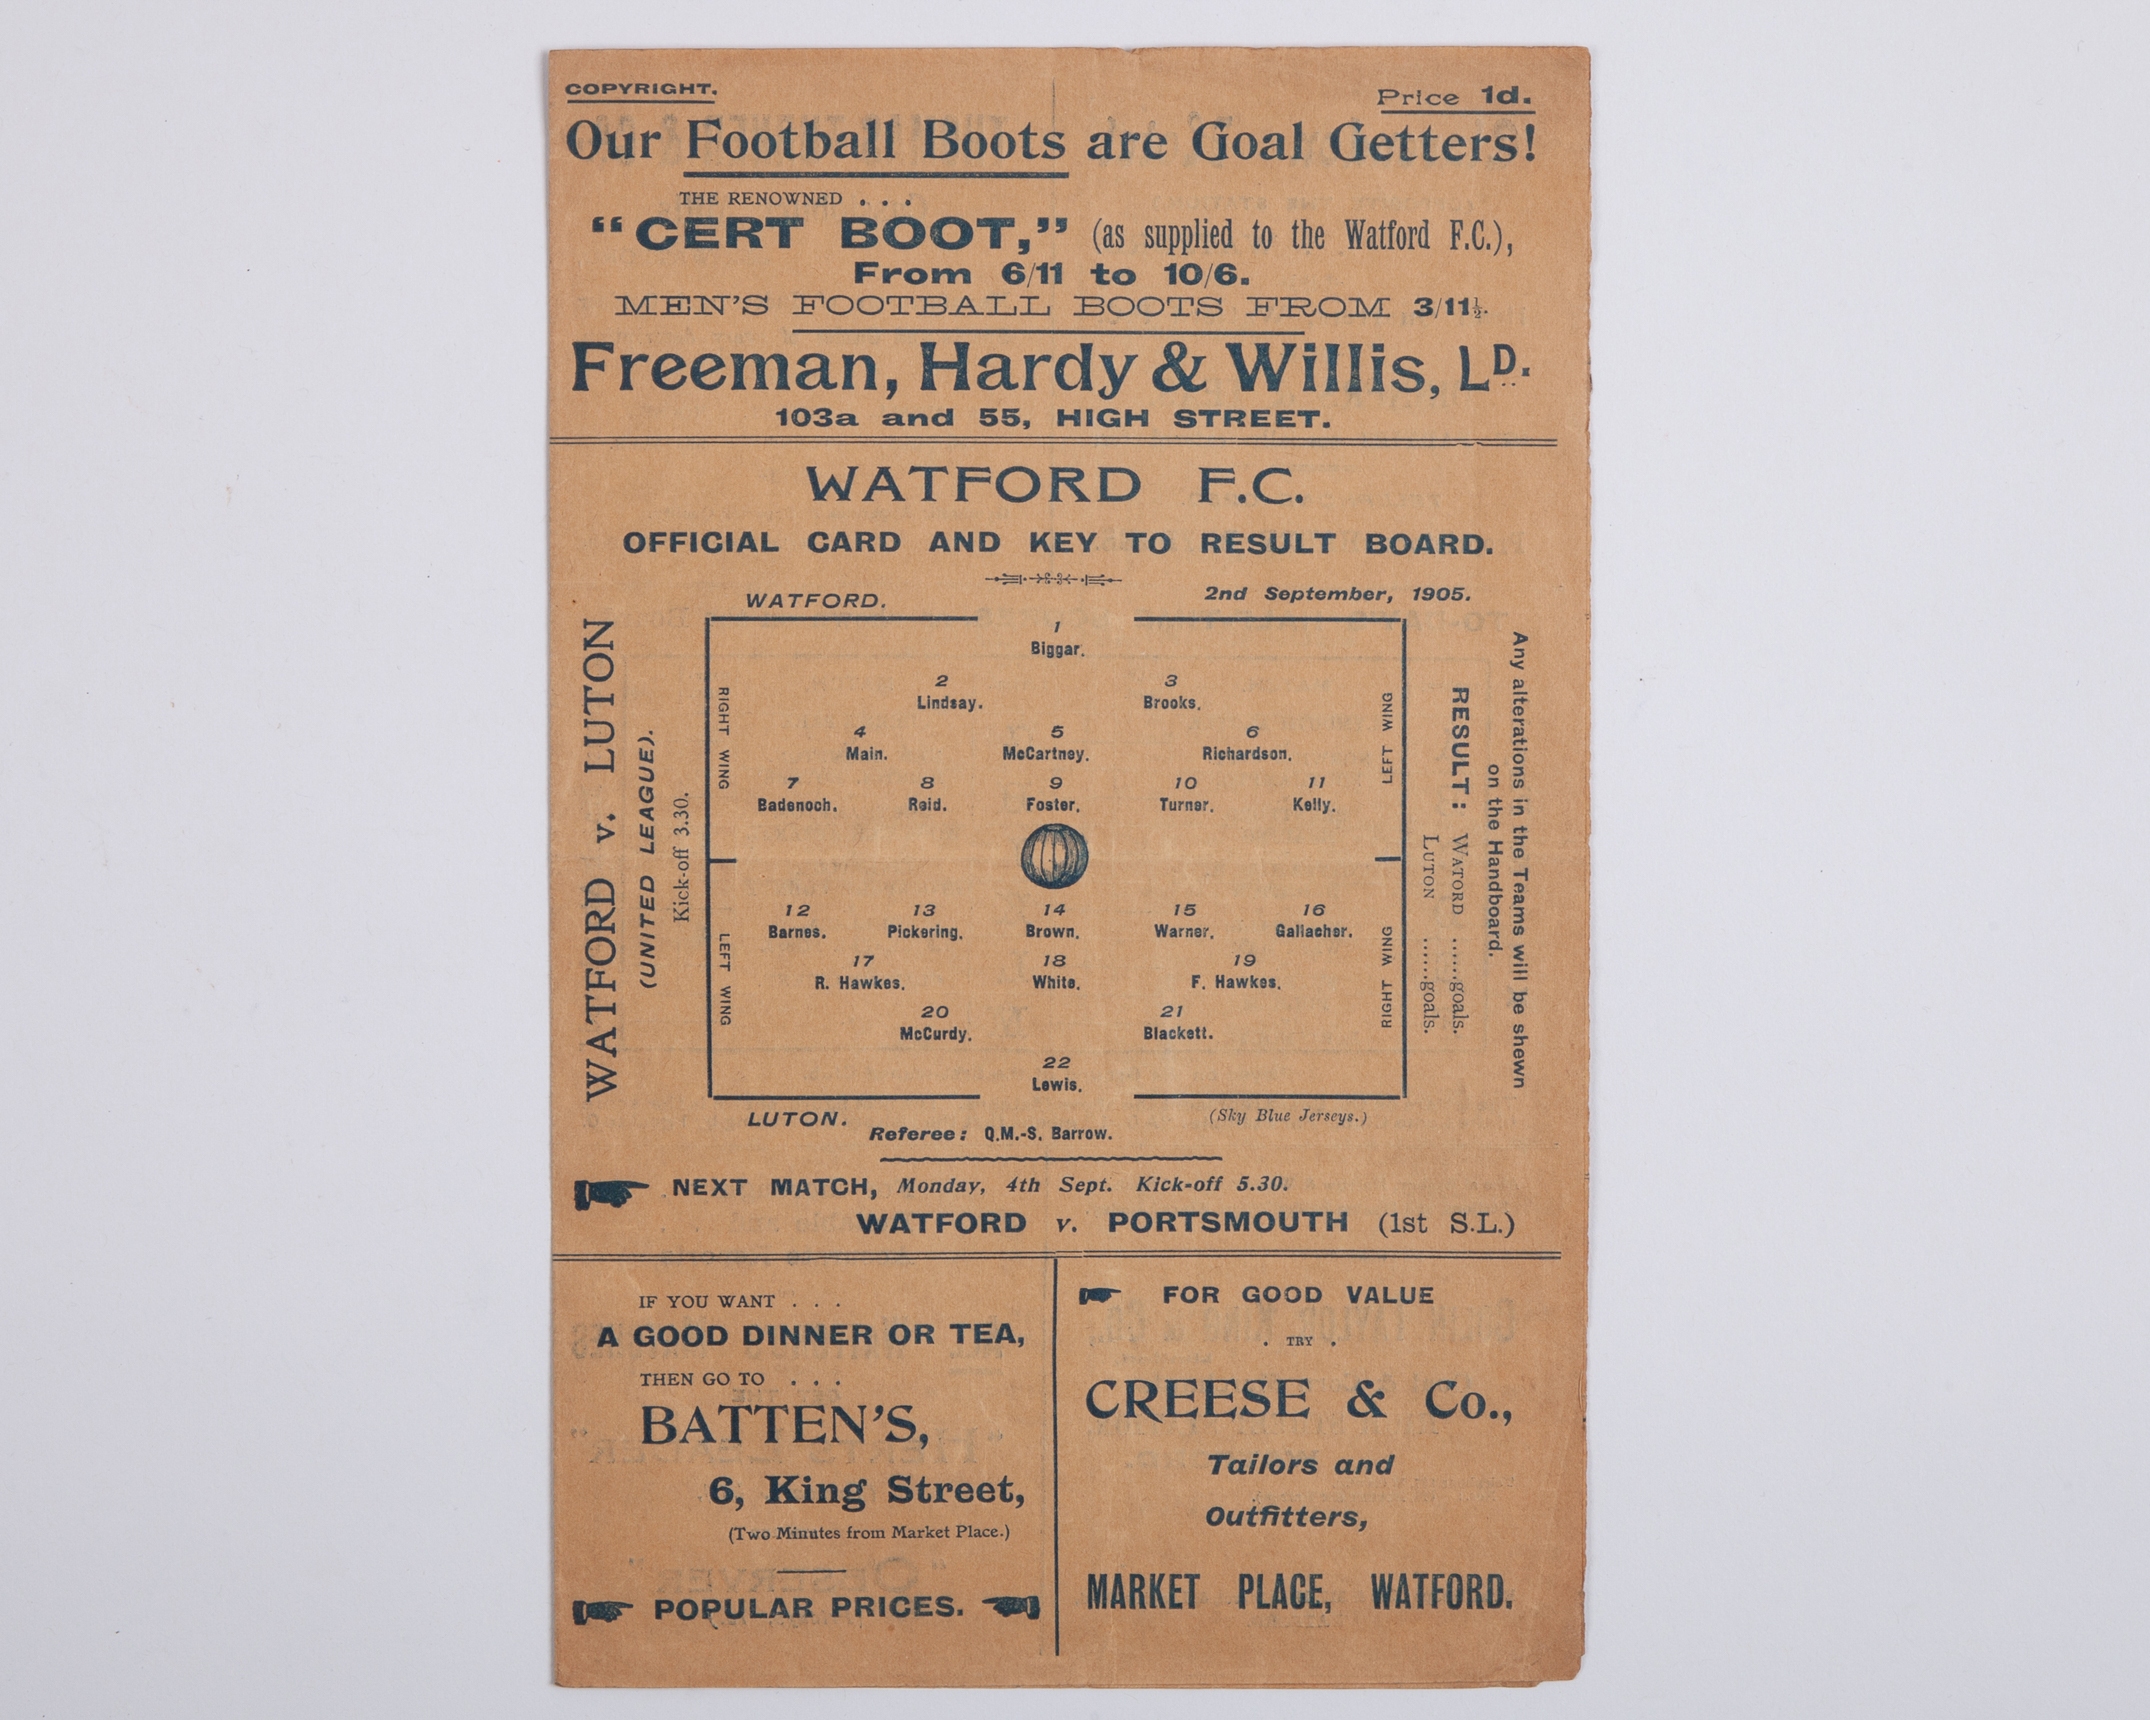 COPYRIGHT.
Price 1d.
Our Football Boots are Goal Getters!
THE RENOWNED . . .
“CERT BOOT,” (as supplied to the Watford F.C.),
From 6/11 to 10/6.
MEN'S FOOTBALL BOOTS FROM 3/11½.
Freeman, Hardy & Willis, LD.
103a and 55, HIGH STREET.
WATFORD F.C.
OFFICIAL CARD AND KEY TO RESULT BOARD.
WATFORD.
2nd September, 1905.
WATFORD v. LUTON
(UNITED LEAGUE).
Kick-off 3.30.
RIGHT WING
LEFT WING
1
Biggar.
2 3
Lindsay. Brooks.
4 5 6
Main. McCartney. Richardson.
7 8 9 10 11
Badenoch. Reid. Foster. Turner. Kelly.
12 13 14 15 16
Barnes. Pickering. Brown. Warner. Gallacher.
17 18 19
R. Hawkes. White. F. Hawkes.
20 21
McCurdy. Blackett.
22
Lewis.
LEFT WING
RIGHT WING
RESULT: WATORD ......goals.
LUTON ......goals.
Any alterations in the Teams will be shewn
on the Handboard.
LUTON.
(Sky Blue Jerseys.)
Referee: Q.M.-S. Barrow.
NEXT MATCH, Monday, 4th Sept. Kick-off 5.30.
WATFORD v. PORTSMOUTH (1st S.L.)
IF YOU WANT . . .
A GOOD DINNER OR TEA,
THEN GO TO . . .
BATTEN'S,
6, King Street,
(Two Minutes from Market Place.)
POPULAR PRICES.
FOR GOOD VALUE
. TRY .
CREESE & Co.,
Tailors and
Outfitters,
MARKET PLACE, WATFORD.